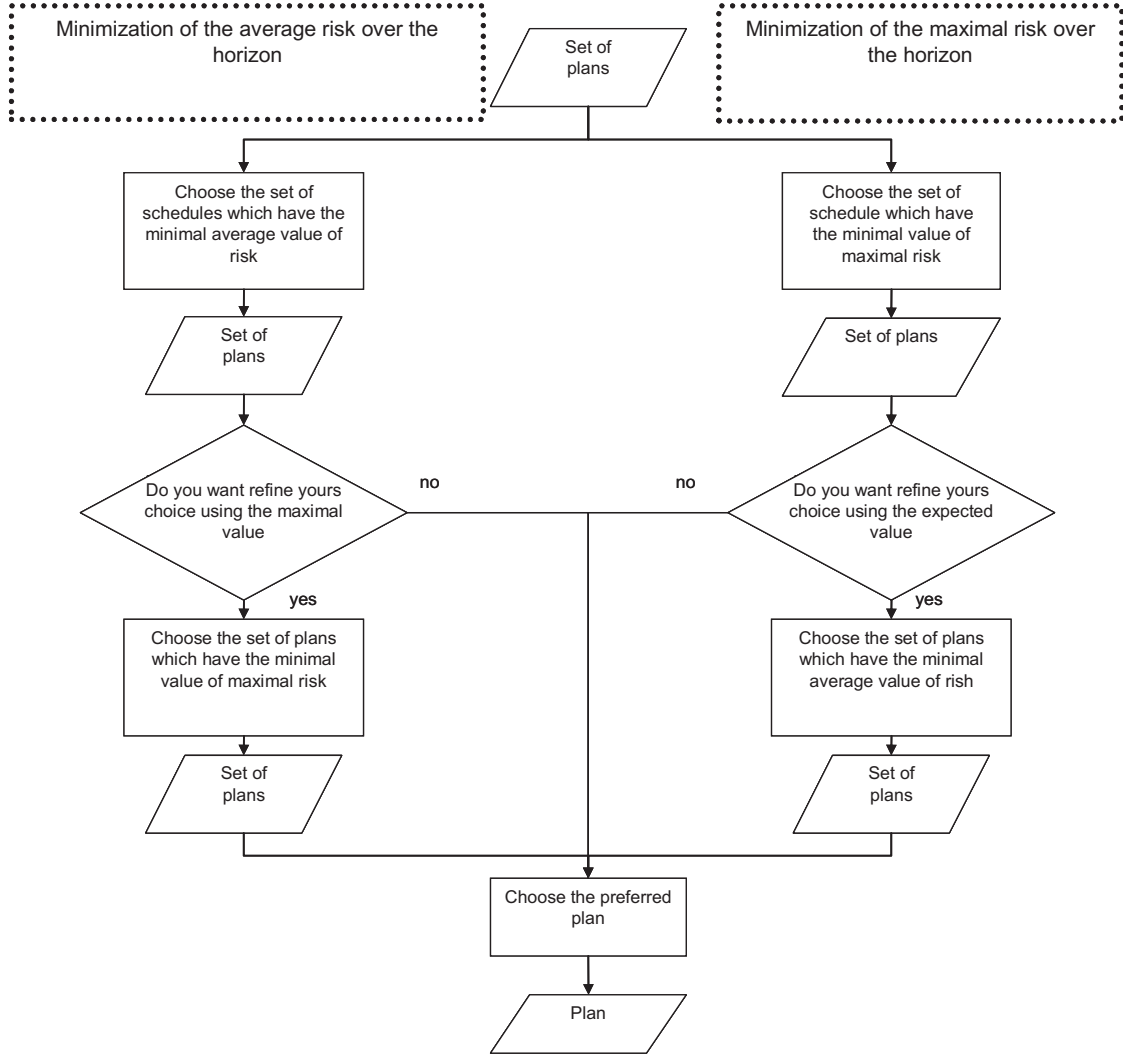 Minimization of the average risk over the
horizon
Set of
plans
Minimization of the maximal risk over
the horizon
Choose the set of
schedules which have the
minimal average value of
risk
Choose the set of
schedule which have
the minimal value of
maximal risk
Set of
plans
Set of plans
Do you want refine yours
choice using the maximal
value
no
no
Do you want refine yours
choice using the expected
value
yes
yes
Choose the set of plans
which have the minimal
value of maximal risk
Choose the set of plans
which have the minimal
average value of rish
Set of
plans
Set of
plans
Choose the preferred
plan
Plan